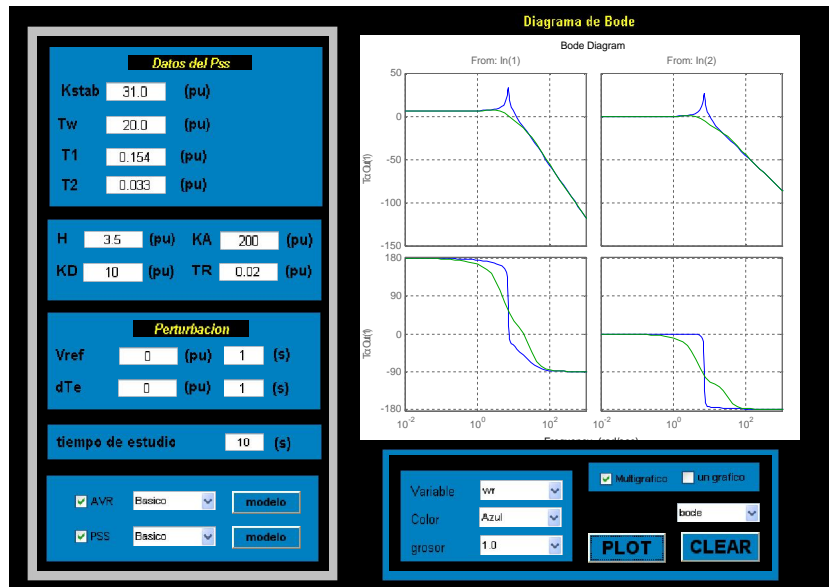 Diagrama de Bode
Datos del Pss
Kstab 31.0 (pu)
Tw 20.0 (pu)
T1 0.154 (pu)
T2 0.033 (pu)
H 3.5 (pu) KA 200 (pu)
KD 10 (pu) TR 0.02 (pu)
Perturbacion
Vref 0 (pu) 1 (s)
dTe 0 (pu) 1 (s)
tiempo de estudio 10 (s)
AVR Basico modelo
PSS Basico modelo
Bode Diagram
From: In(1) From: In(2)
50
0
-50
-100
-150
To: Out(1)
180
90
0
-90
-180
To: Out(1)
10^-2 10^0 10^2 10^-2 10^0 10^2
Frequency (rad/sec)
Variable wr
Color Azul
grosor 1.0
Multigrafico un grafico
bode
PLOT CLEAR